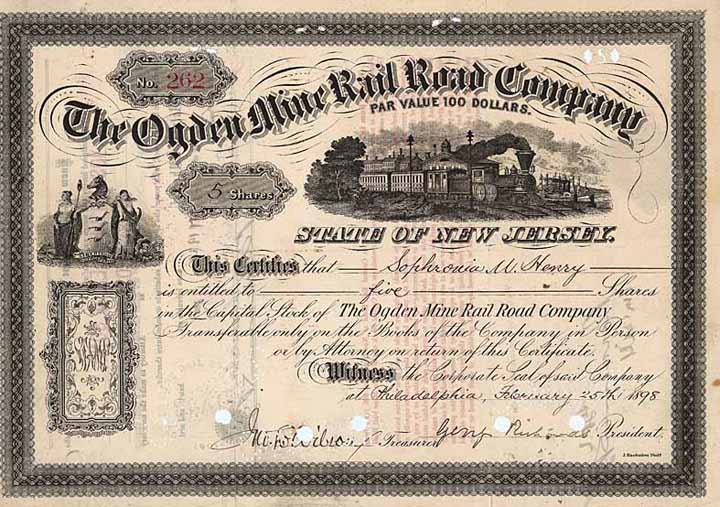 No. 262
The Ogden Mine Rail Road Company
PAR VALUE 100 DOLLARS.
5 Shares
STATE OF NEW JERSEY.
This Certifies that Sophronia M. Henry
is entitled to five Shares
in the Capital Stock of The Ogden Mine Rail Road Company
Transferable only on the Books of the Company in Person
or by Attorney on return of this Certificate.
Witness the Corporate Seal of said Company
at Philadelphia, February 25th 1898
Treasurer Geo. Richards President.